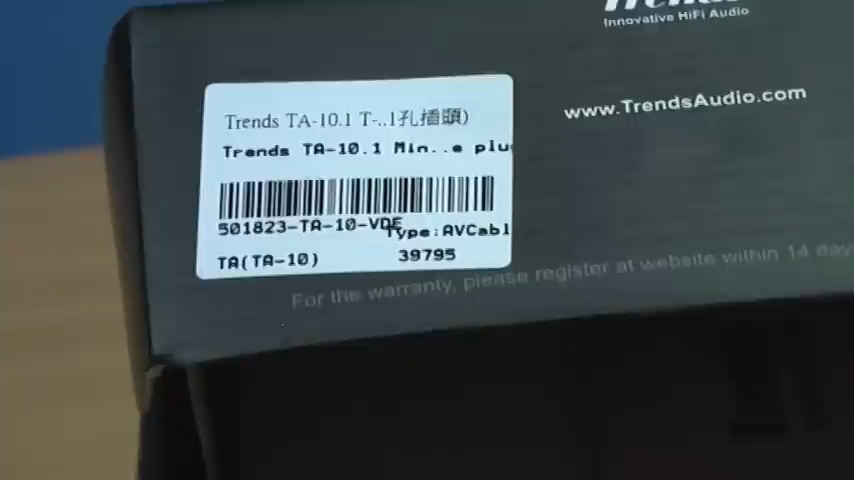 Innovative HiFi Audio
www.TrendsAudio.com
Trends TA-10.1 T-..1孔插頭)
Trends TA-10.1 Min..e plu
501823-TA-10-VDE
Type:AVCabl
TA(TA-10)
39795
For the warranty, please register at website within 14 day